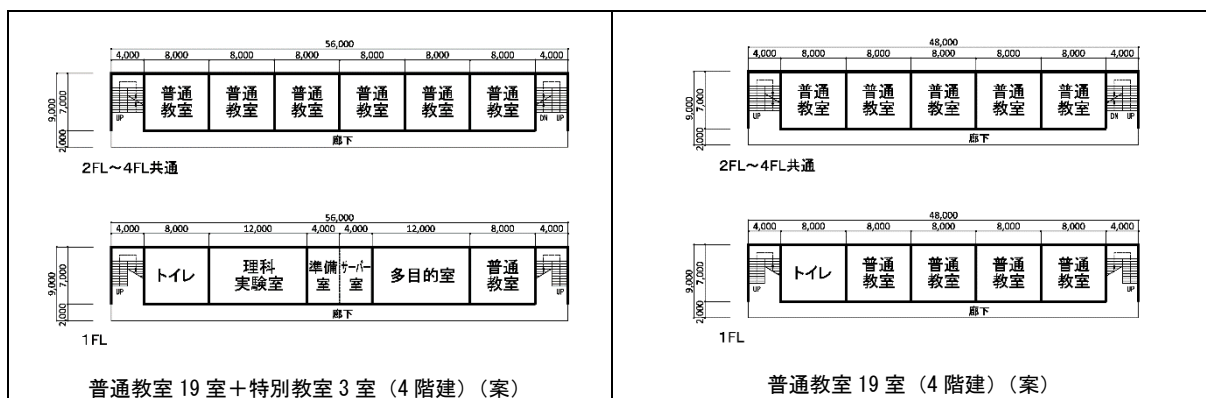 56,000
4,000 8,000 8,000 8,000 8,000 8,000 8,000 4,000
9,000
7,000
2,000
普通教室 普通教室 普通教室 普通教室 普通教室 普通教室
UP DN UP
廊下
2FL～4FL共通
56,000
4,000 8,000 12,000 4,000 4,000 12,000 8,000 4,000
9,000
7,000
2,000
トイレ 理科実験室 準備室 サーバー室 多目的室 普通教室
UP UP
廊下
1FL
普通教室 19 室＋特別教室 3 室（4 階建）（案）
48,000
4,000 8,000 8,000 8,000 8,000 8,000 4,000
9,000
7,000
2,000
普通教室 普通教室 普通教室 普通教室 普通教室
UP DN UP
廊下
2FL～4FL共通
48,000
4,000 8,000 8,000 8,000 8,000 8,000 4,000
9,000
7,000
2,000
トイレ 普通教室 普通教室 普通教室 普通教室
UP UP
廊下
1FL
普通教室 19 室（4 階建）（案）